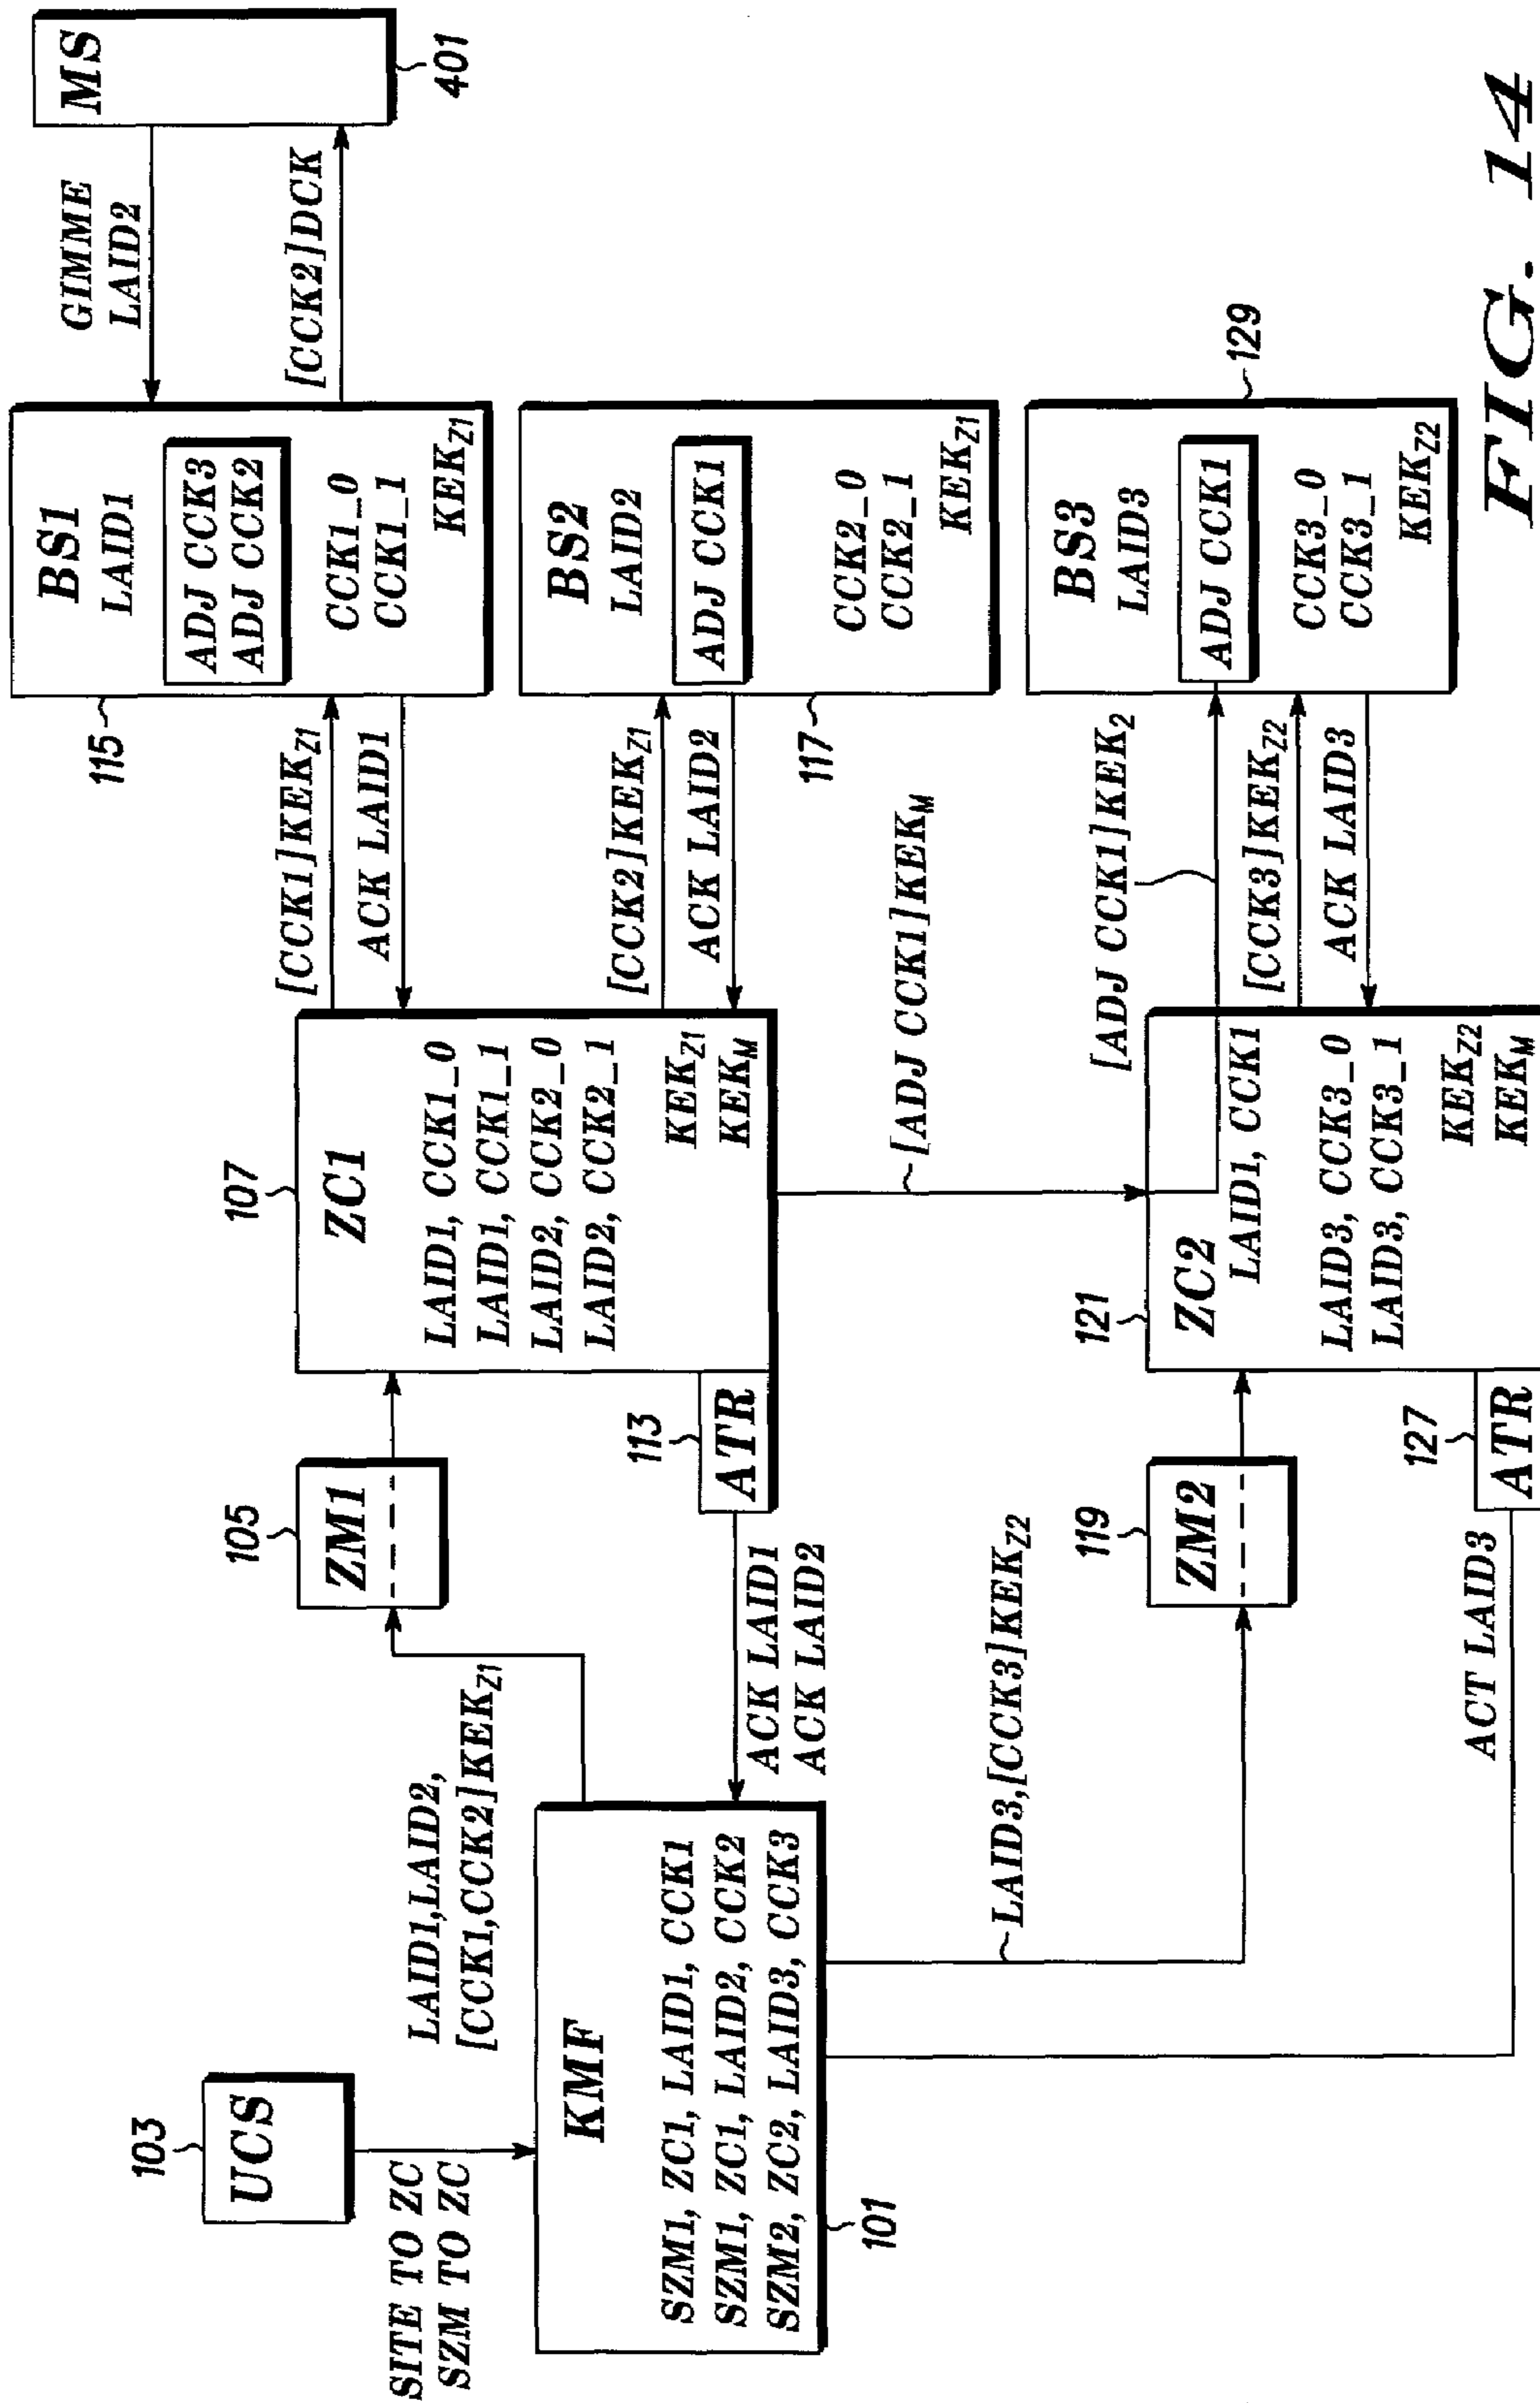 103
UCS
SITE TO ZC
SZM TO ZC
KMF
SZM1, ZC1, LAID1, CCK1
SZM1, ZC1, LAID2, CCK2
SZM2, ZC2, LAID3, CCK3
101
LAID1,LAID2,
[CCK1,CCK2]KEKZ1
105
ZM1
ACK LAID1
ACK LAID2
LAID3,[CCK3]KEKZ2
119
ZM2
ACT LAID3
107
ZC1
LAID1, CCK1_0
LAID1, CCK1_1
LAID2, CCK2_0
LAID2, CCK2_1
KEKZ1
KEKM
113
ATR
[ADJ CCK1]KEKM
121
ZC2
LAID1, CCK1
LAID3, CCK3_0
LAID3, CCK3_1
KEKZ2
KEKM
127
ATR
[CCK1]KEKZ1
ACK LAID1
[CCK2]KEKZ1
ACK LAID2
[ADJ CCK1]KEK2
[CCK3]KEKZ2
ACK LAID3
115
BS1
LAID1
ADJ CCK3
ADJ CCK2
CCK1_0
CCK1_1
KEKZ1
BS2
LAID2
ADJ CCK1
CCK2_0
CCK2_1
KEKZ1
117
BS3
LAID3
ADJ CCK1
CCK3_0
CCK3_1
KEKZ2
129
GIMME
LAID2
[CCK2]DCK
MS
401
FIG. 14